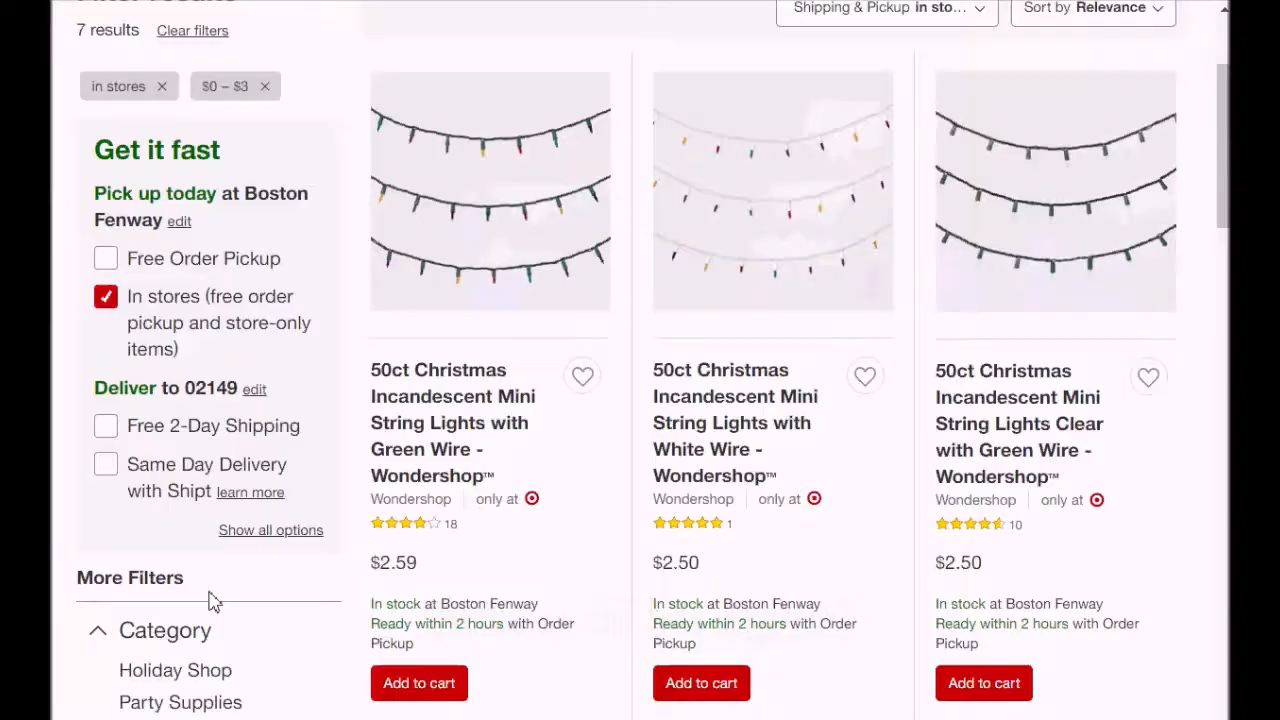 7 results Clear filters
Shipping & Pickup in sto...
Sort by Relevance
in stores ×
$0 – $3 ×
Get it fast
Pick up today at Boston
Fenway edit
Free Order Pickup
In stores (free order
pickup and store-only
items)
Deliver to 02149 edit
Free 2-Day Shipping
Same Day Delivery
with Shipt learn more
Show all options
More Filters
Category
Holiday Shop
Party Supplies
50ct Christmas
Incandescent Mini
String Lights with
Green Wire -
Wondershop™
Wondershop only at
18
$2.59
In stock at Boston Fenway
Ready within 2 hours with Order
Pickup
Add to cart
50ct Christmas
Incandescent Mini
String Lights with
White Wire -
Wondershop™
Wondershop only at
1
$2.50
In stock at Boston Fenway
Ready within 2 hours with Order
Pickup
Add to cart
50ct Christmas
Incandescent Mini
String Lights Clear
with Green Wire -
Wondershop™
Wondershop only at
10
$2.50
In stock at Boston Fenway
Ready within 2 hours with Order
Pickup
Add to cart